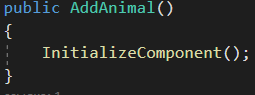 public AddAnimal()
{
InitializeComponent();
}